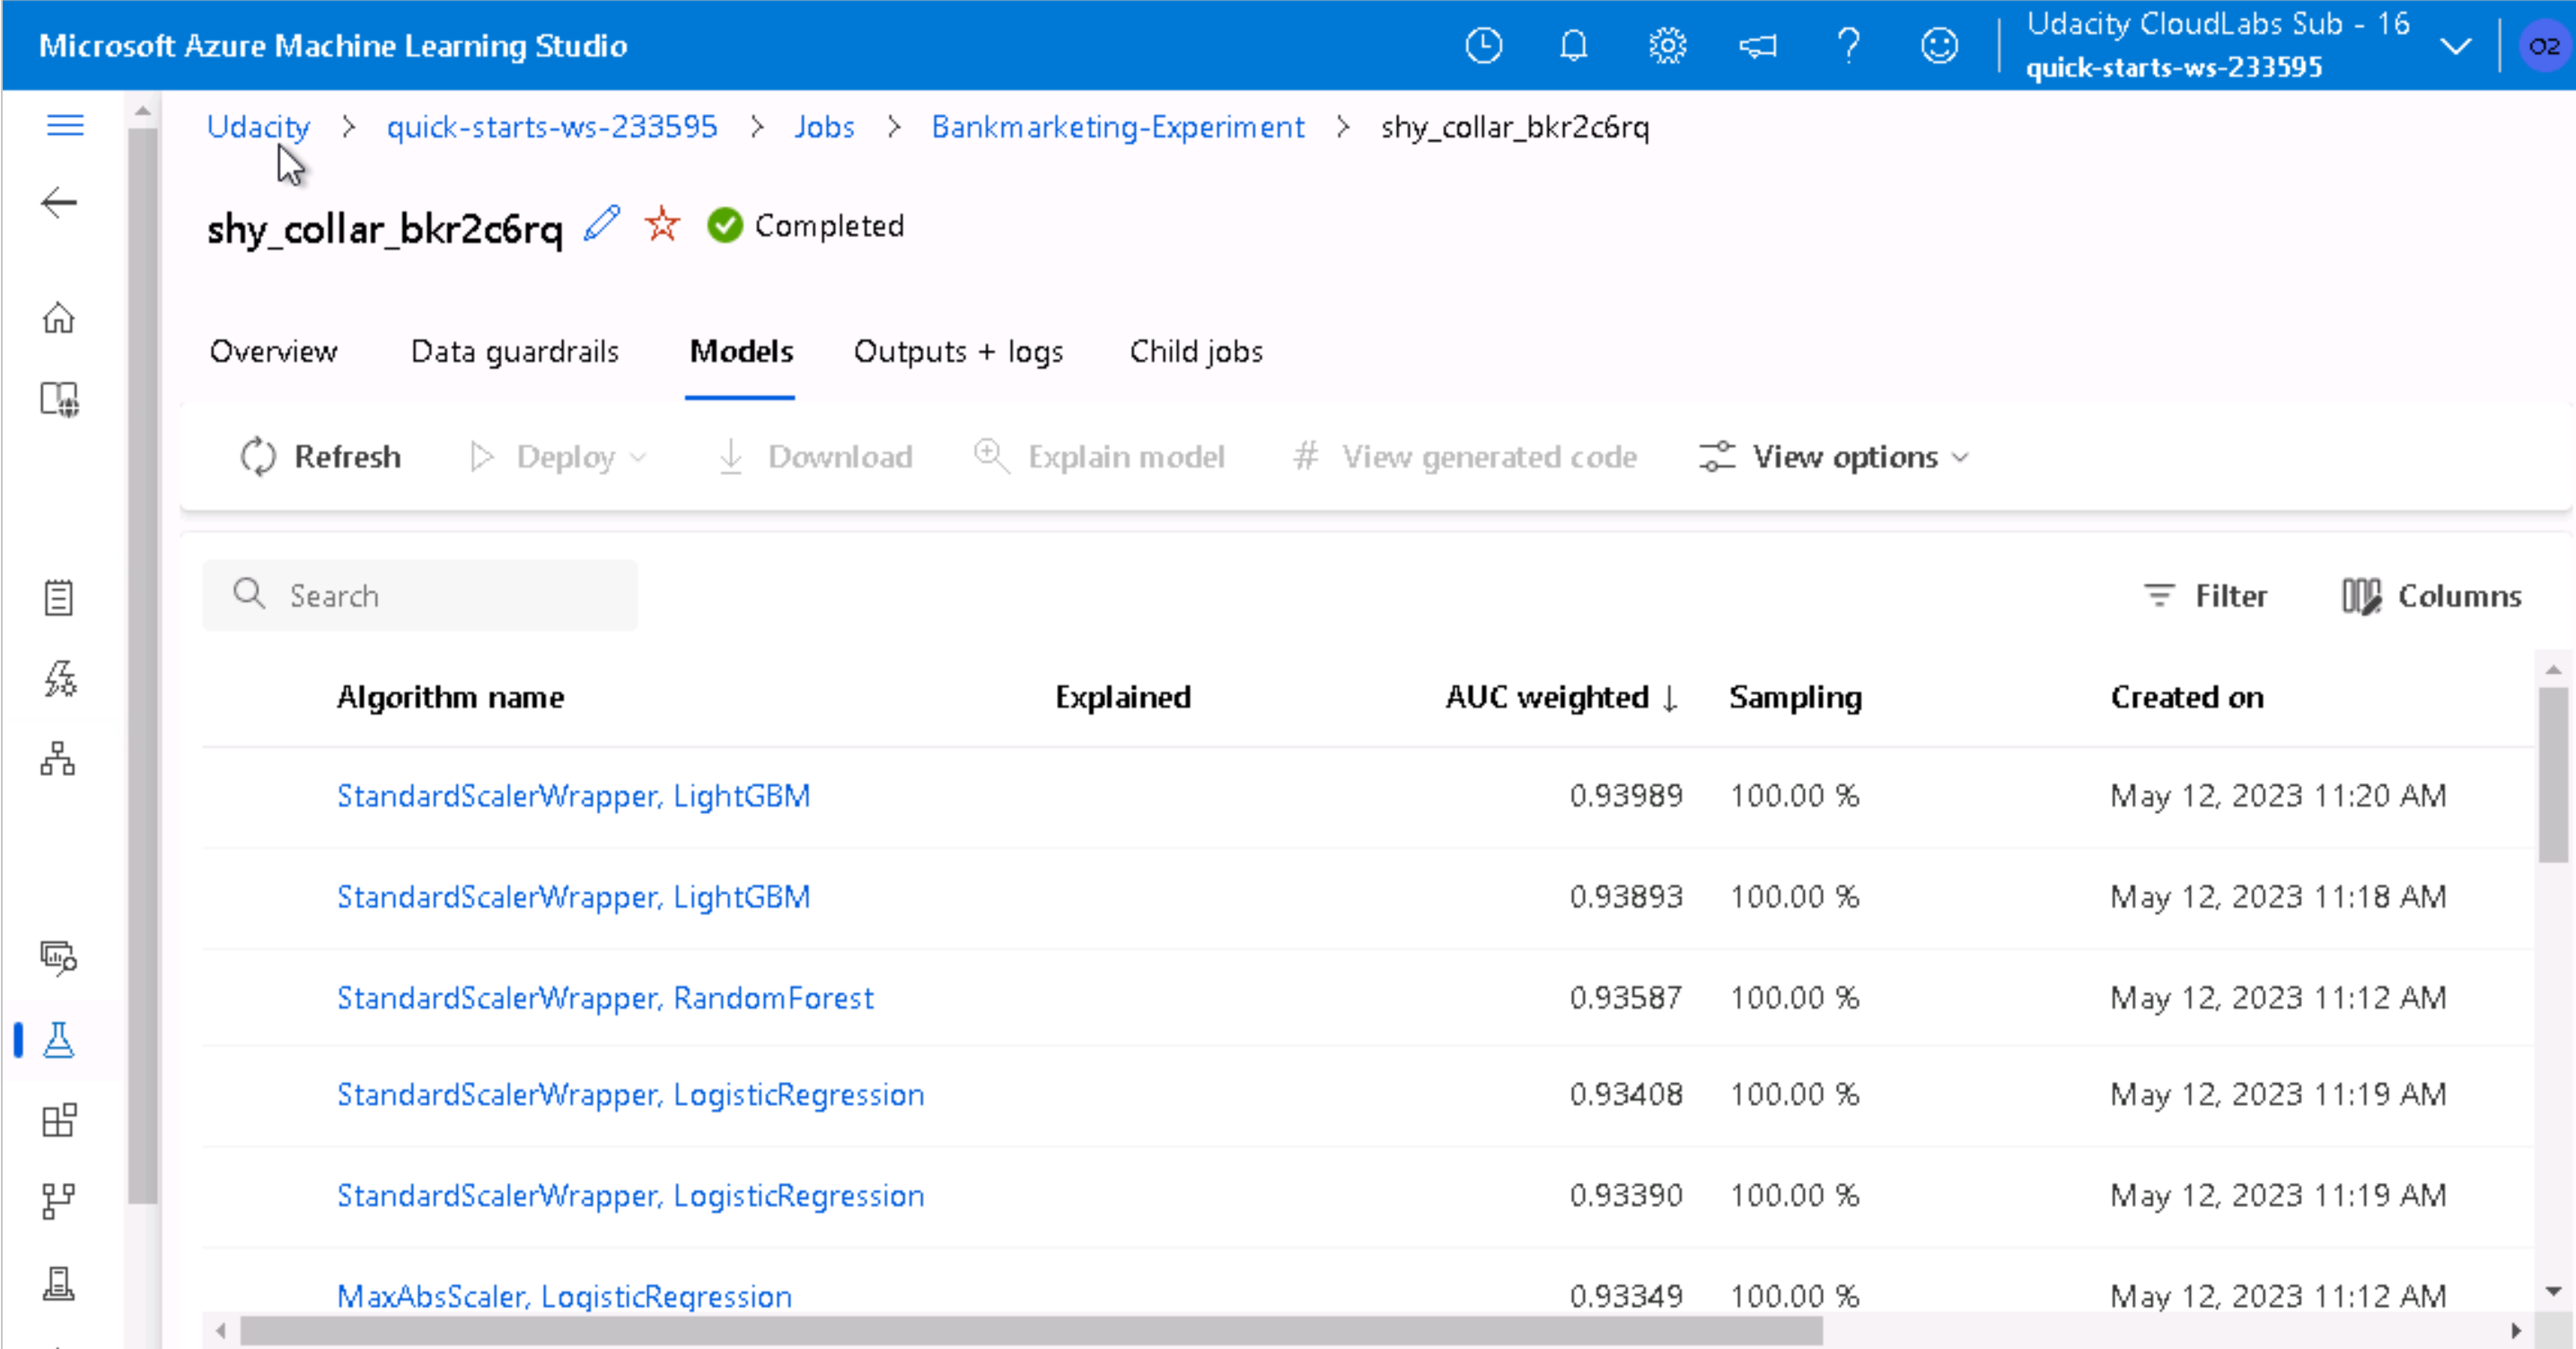 Microsoft Azure Machine Learning Studio
Udacity CloudLabs Sub - 16
quick-starts-ws-233595
O2
Udacity > quick-starts-ws-233595 > Jobs > Bankmarketing-Experiment > shy_collar_bkr2c6rq
shy_collar_bkr2c6rq Completed
Overview Data guardrails Models Outputs + logs Child jobs
Refresh Deploy Download Explain model # View generated code View options
Search Filter Columns
Algorithm name Explained AUC weighted ↓ Sampling Created on
StandardScalerWrapper, LightGBM 0.93989 100.00 % May 12, 2023 11:20 AM
StandardScalerWrapper, LightGBM 0.93893 100.00 % May 12, 2023 11:18 AM
StandardScalerWrapper, RandomForest 0.93587 100.00 % May 12, 2023 11:12 AM
StandardScalerWrapper, LogisticRegression 0.93408 100.00 % May 12, 2023 11:19 AM
StandardScalerWrapper, LogisticRegression 0.93390 100.00 % May 12, 2023 11:19 AM
MaxAbsScaler, LogisticRegression 0.93349 100.00 % May 12, 2023 11:12 AM